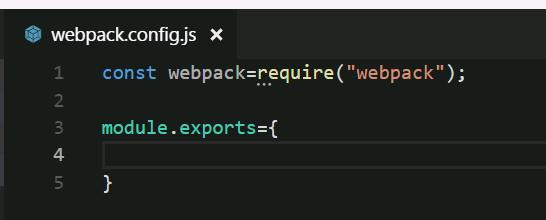 webpack.config.js ×
1 const webpack=require("webpack");
2
3 module.exports={
4
5 }